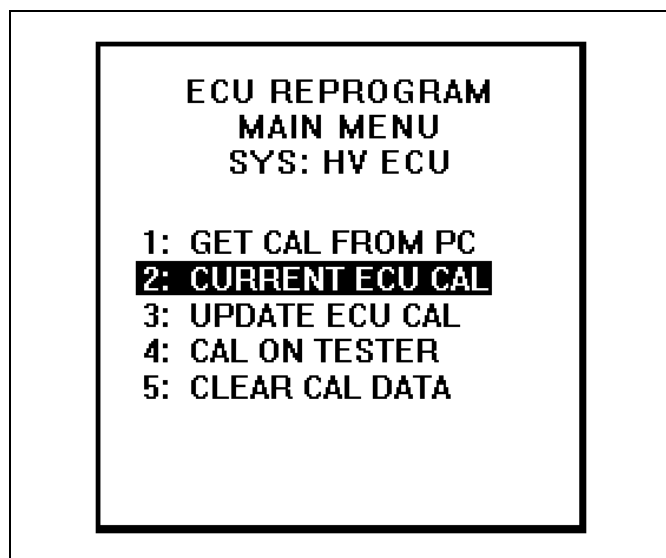 ECU REPROGRAM
MAIN MENU
SYS: HV ECU
1: GET CAL FROM PC
2: CURRENT ECU CAL
3: UPDATE ECU CAL
4: CAL ON TESTER
5: CLEAR CAL DATA